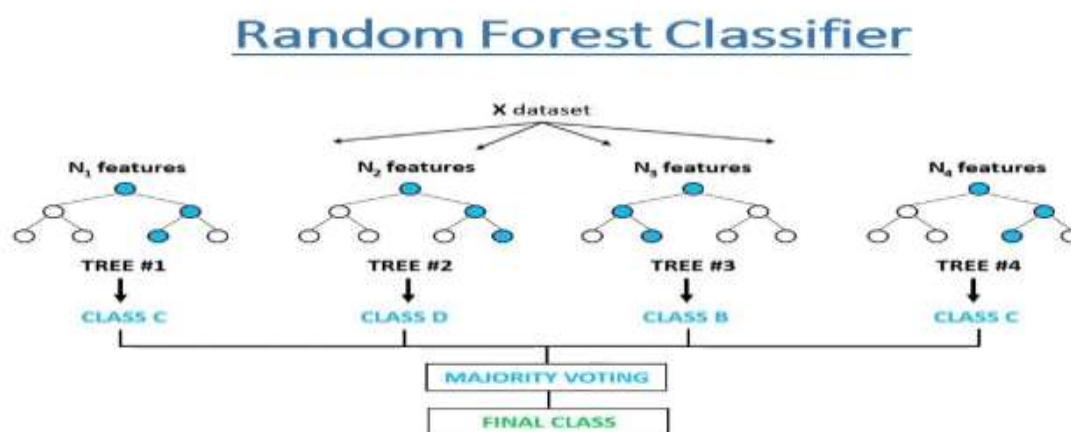 Random Forest Classifier
X dataset
N₁ features N₂ features N₃ features N₄ features
TREE #1 TREE #2 TREE #3 TREE #4
CLASS C CLASS D CLASS B CLASS C
MAJORITY VOTING
FINAL CLASS